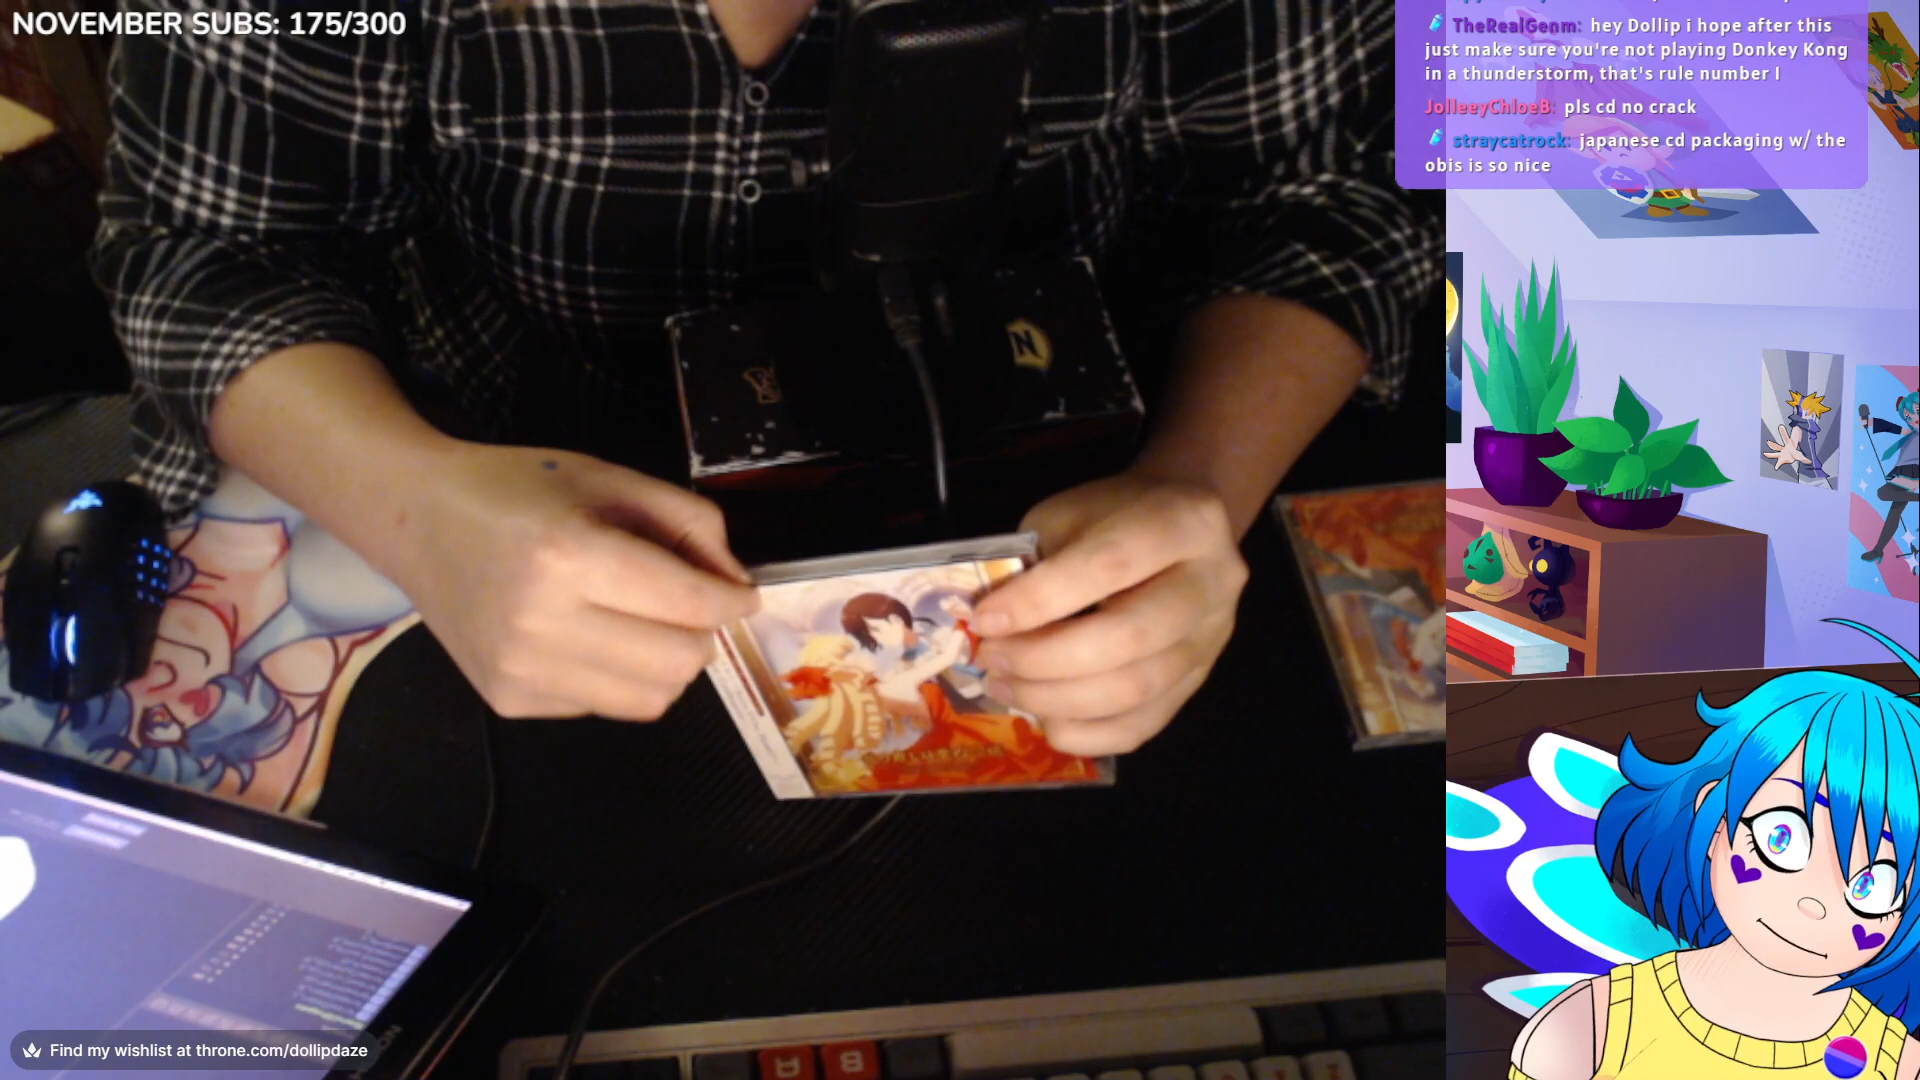 NOVEMBER SUBS: 175/300
TheRealGenm: hey Dollip i hope after this
just make sure you're not playing Donkey Kong
in a thunderstorm, that's rule number 1
JolleeyChloeB: pls cd no crack
straycatrock: japanese cd packaging w/ the
obis is so nice
N
B
Find my wishlist at throne.com/dollipdaze